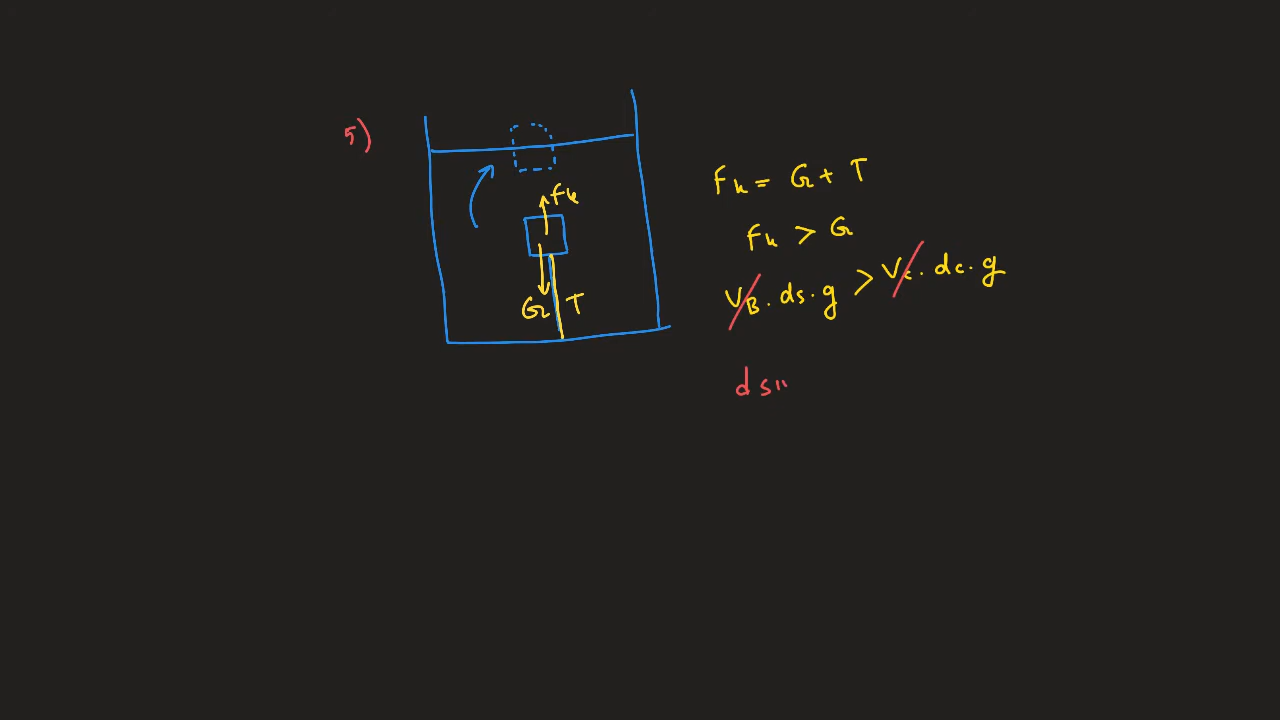 5)
Fk
G
T
Fk = G + T
Fk > G
VB . ds . g > Vc . dc . g
ds